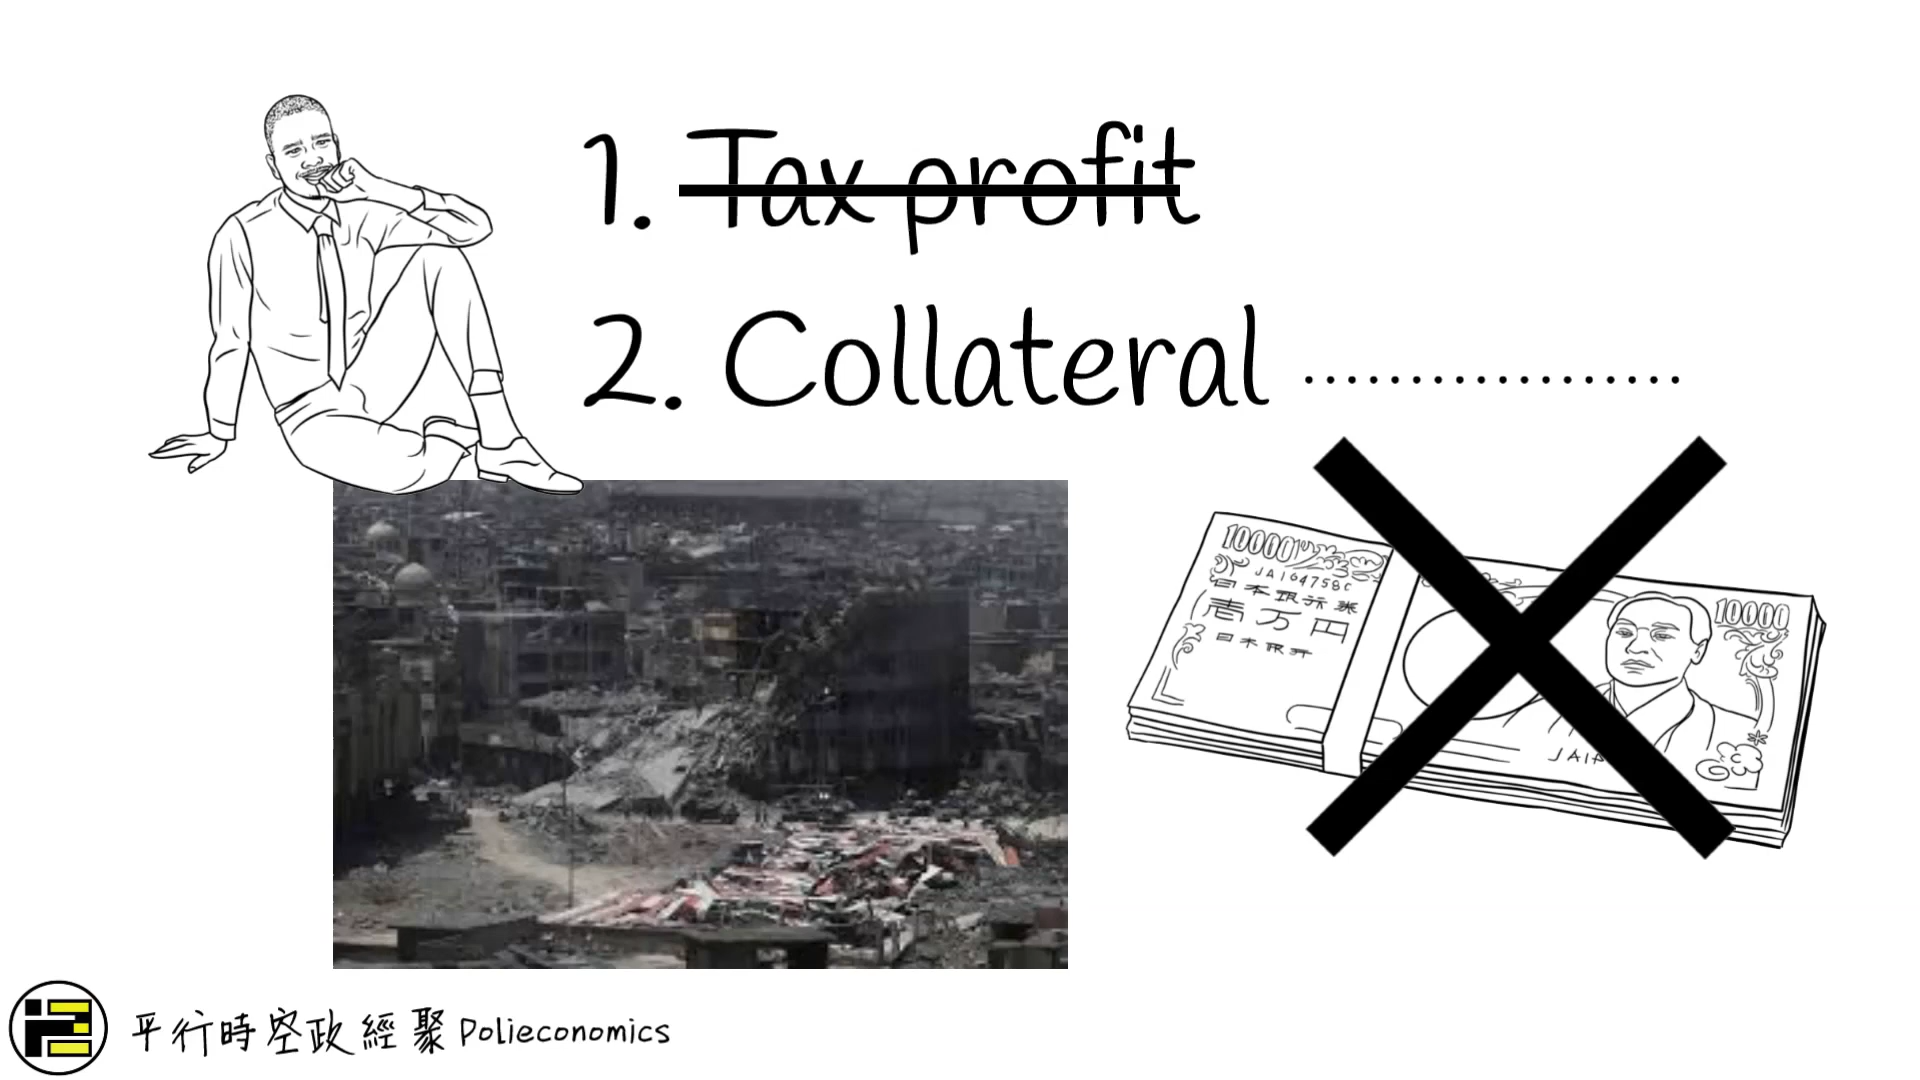 1. Tax profit
2. Collateral ..................
10000
JA164758C
日本銀行券
壱万円
日本銀行
10000
平行時空政經聚 Polieconomics